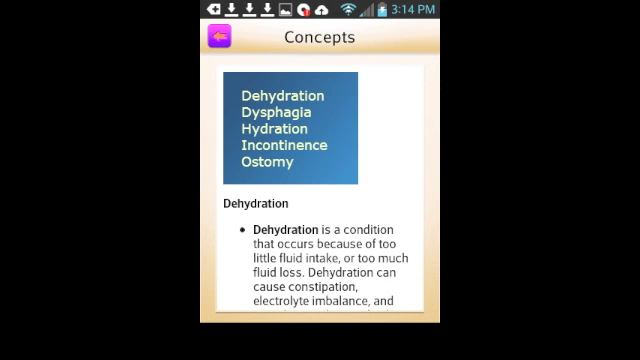 3:14 PM
Concepts
Dehydration
Dysphagia
Hydration
Incontinence
Ostomy
Dehydration
• Dehydration is a condition
that occurs because of too
little fluid intake, or too much
fluid loss. Dehydration can
cause constipation,
electrolyte imbalance, and